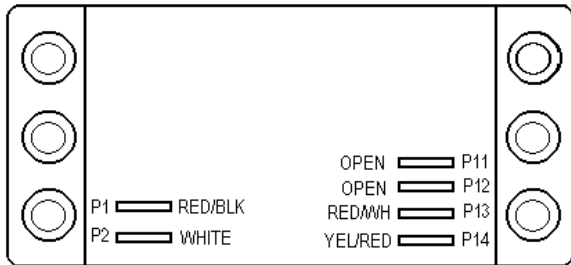 OPEN P11
OPEN P12
P1 RED/BLK RED/WH P13
P2 WHITE YEL/RED P14